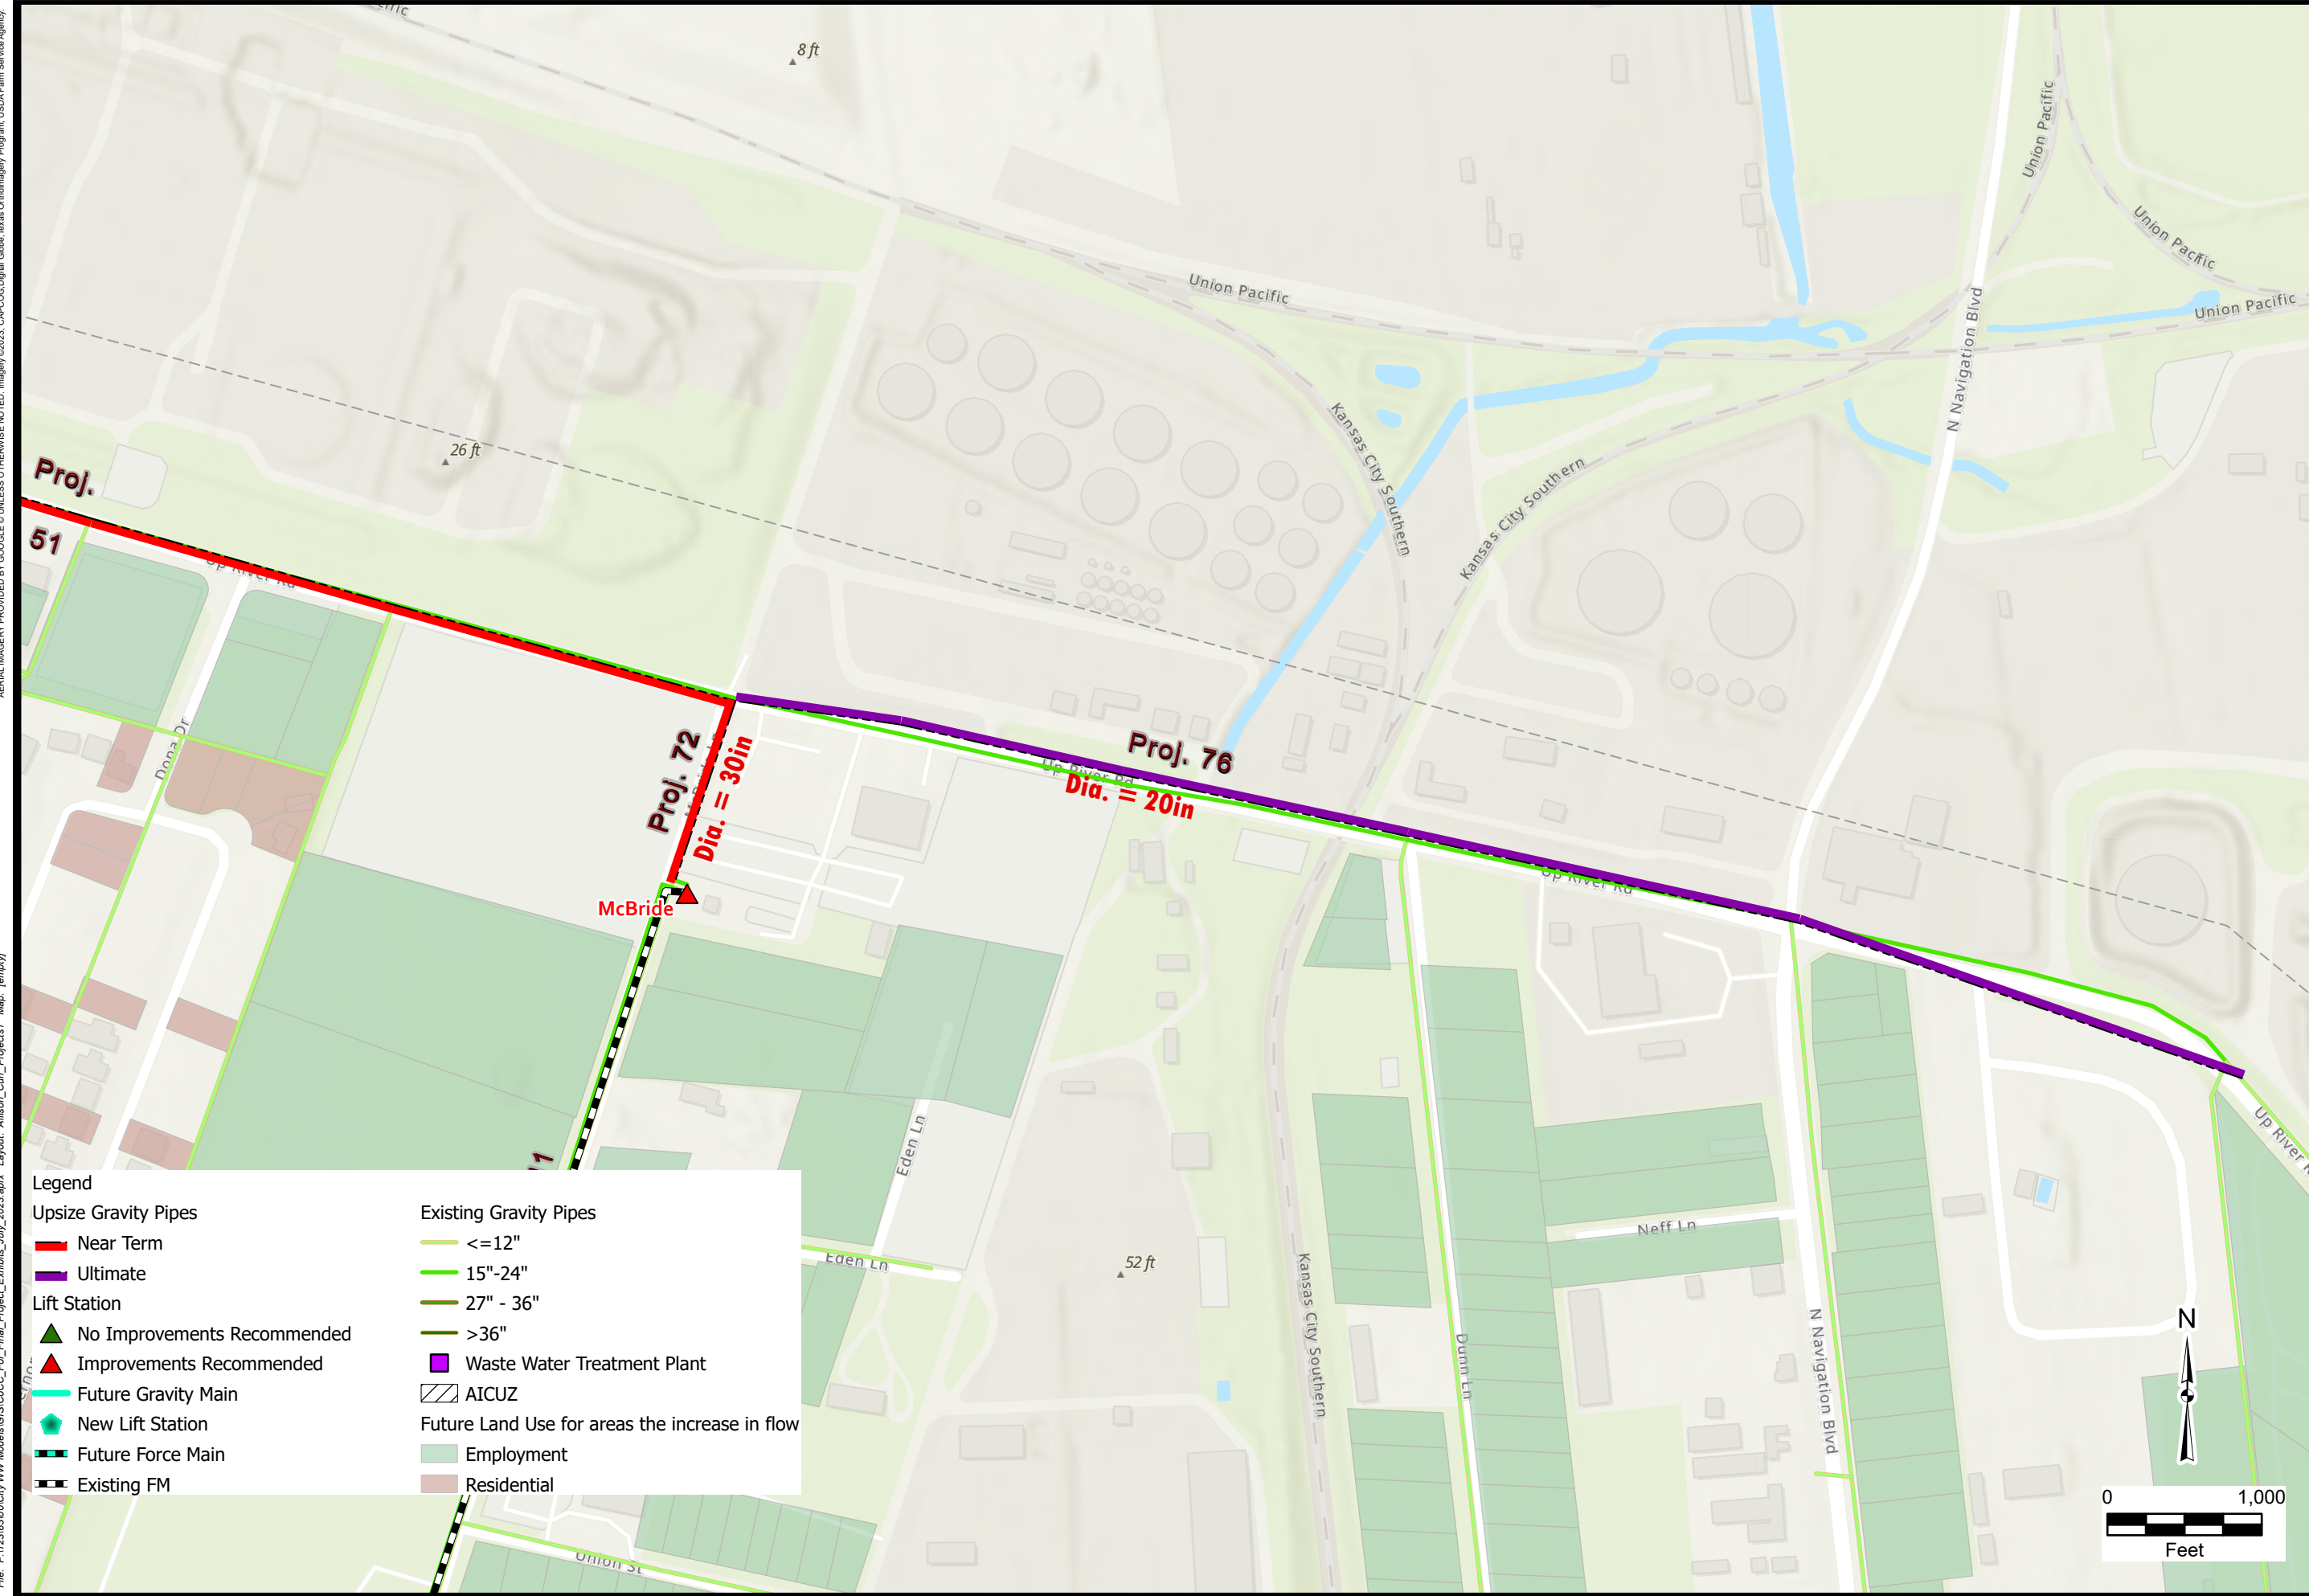 8 ft
Union Pacific
Union Pacific
Union Pacific
Union Pacific
N Navigation Blvd
Kansas City Southern
Kansas City Southern
26 ft
Proj.
51
Up River Rd
Dona Dr
Proj. 72
Dia. = 30in
Proj. 76
Up River Rd
Dia. = 20in
Up River Rd
McBride
Up River R
Eden Ln
Eden Ln
52 ft
Kansas City Southern
Neff Ln
Dunn Ln
N Navigation Blvd
Union St
Legend
Upsize Gravity Pipes
Near Term
Ultimate
Lift Station
No Improvements Recommended
Improvements Recommended
Future Gravity Main
New Lift Station
Future Force Main
Existing FM
Existing Gravity Pipes
<=12"
15"-24"
27" - 36"
>36"
Waste Water Treatment Plant
AICUZ
Future Land Use for areas the increase in flow
Employment
Residential
N
0 1,000
Feet